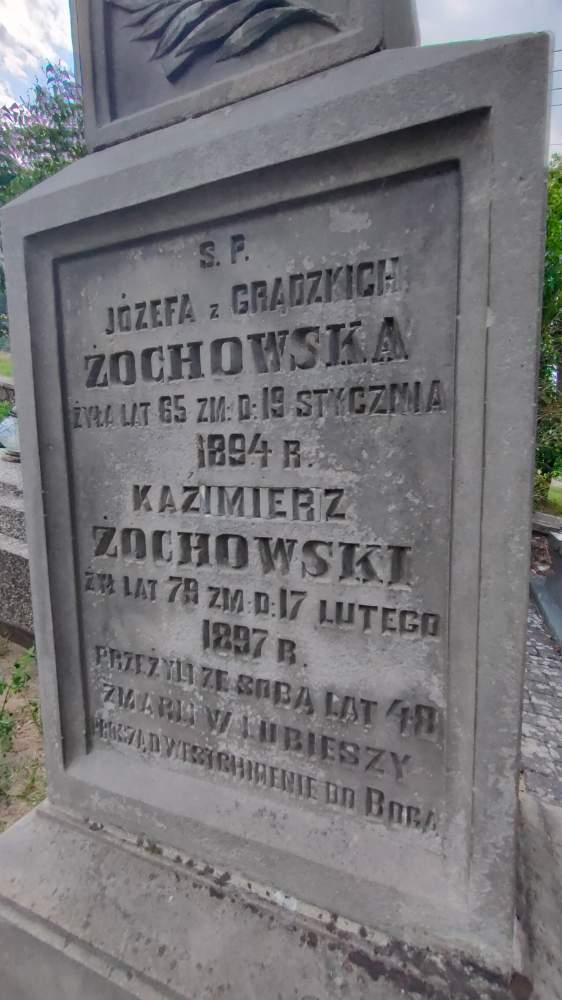 Ś. P.
JÓZEFA z GRĄDZKICH
ŻOCHOWSKA
ŻYŁA LAT 65 ZM: D: 19 STYCZNIA
1894 R.
KAZIMIERZ
ŻOCHOWSKI
ŻYŁ LAT 79 ZM: D: 17 LUTEGO
1897 R.
PRZEŻYLI ZE SOBĄ LAT 48
ZMARLI W ŁUBIESZY
PROSZĄ O WESTCHNIENIE DO BOGA